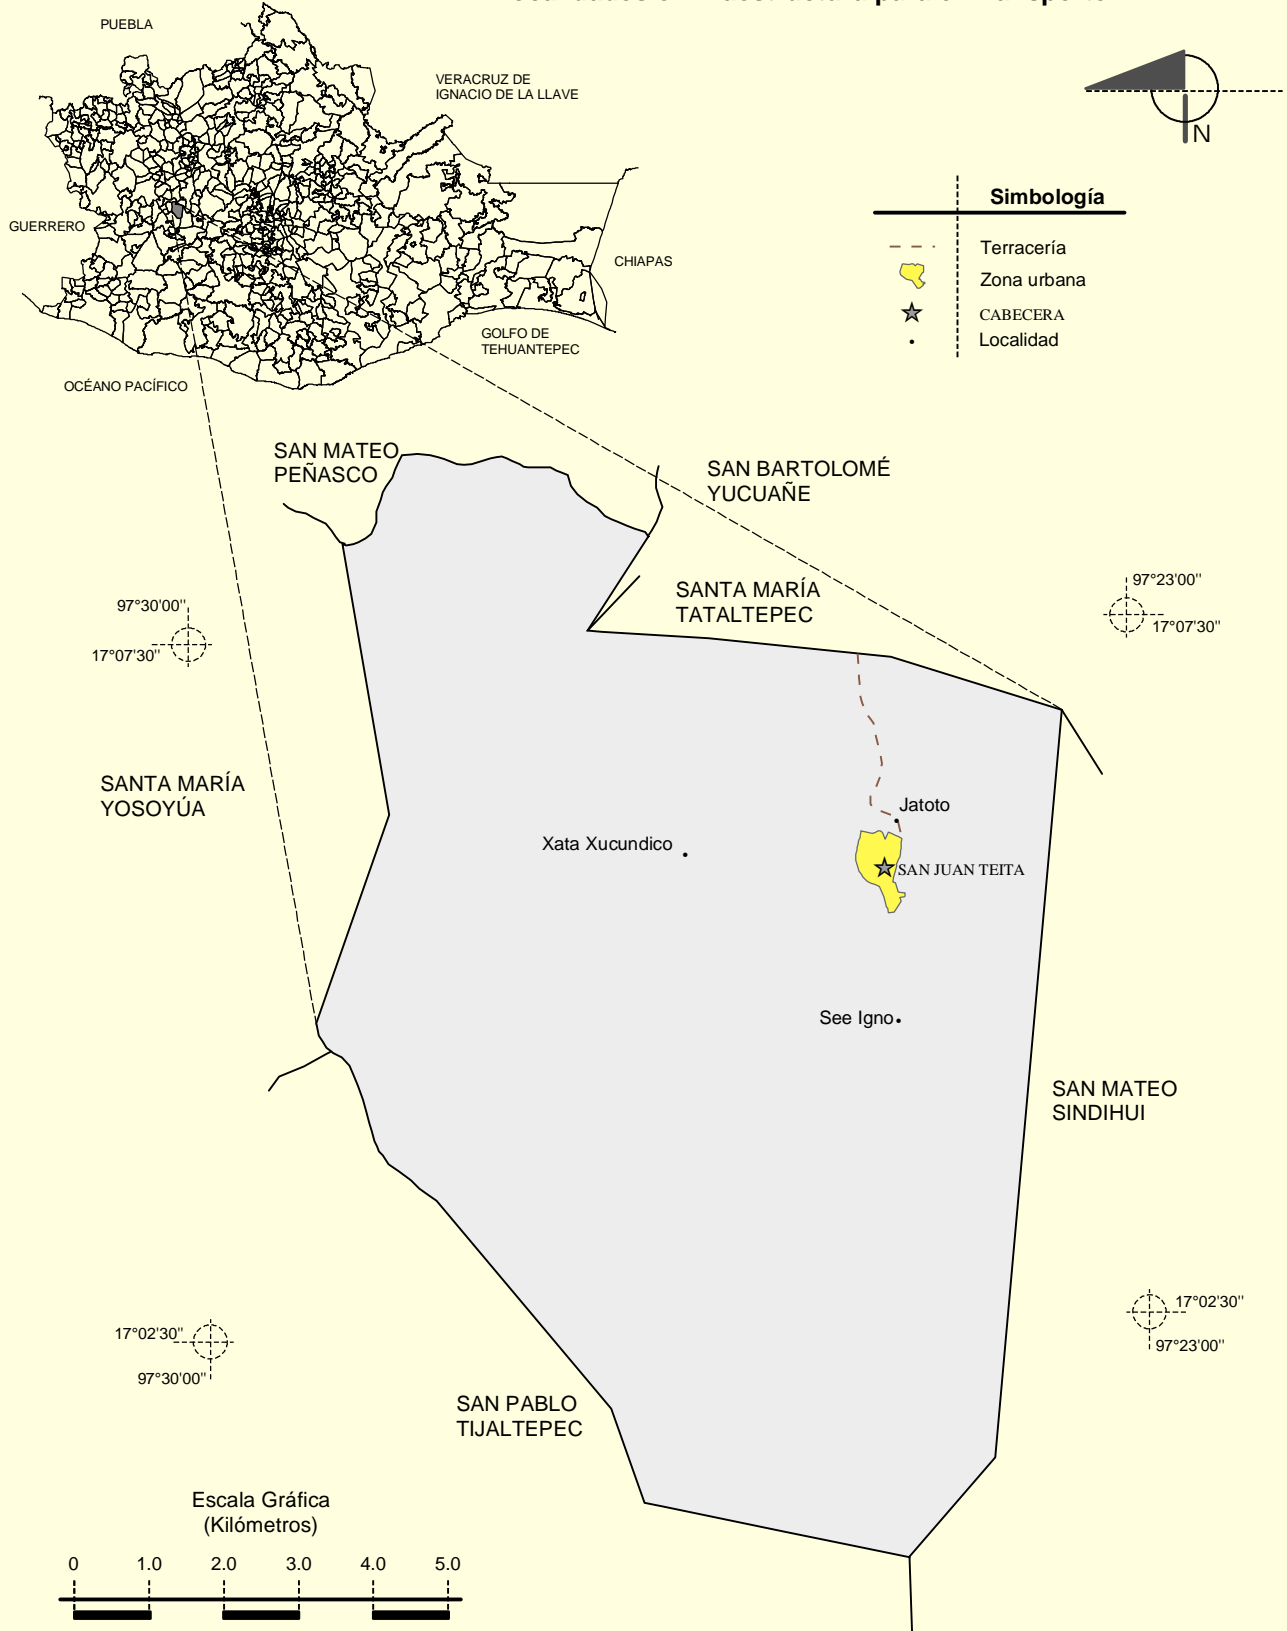 PUEBLA
VERACRUZ DE
IGNACIO DE LA LLAVE
GUERRERO
CHIAPAS
GOLFO DE
TEHUANTEPEC
OCÉANO PACÍFICO
N
Simbología
Terracería
Zona urbana
CABECERA
Localidad
SAN MATEO
PEÑASCO
SAN BARTOLOMÉ
YUCUAÑE
SANTA MARÍA
TATALTEPEC
97°30'00"
17°07'30"
97°23'00"
17°07'30"
SANTA MARÍA
YOSOYÚA
Jatoto
Xata Xucundico
SAN JUAN TEITA
See Igno
SAN MATEO
SINDIHUI
17°02'30"
97°30'00"
17°02'30"
97°23'00"
SAN PABLO
TIJALTEPEC
Escala Gráfica
(Kilómetros)
0 1.0 2.0 3.0 4.0 5.0